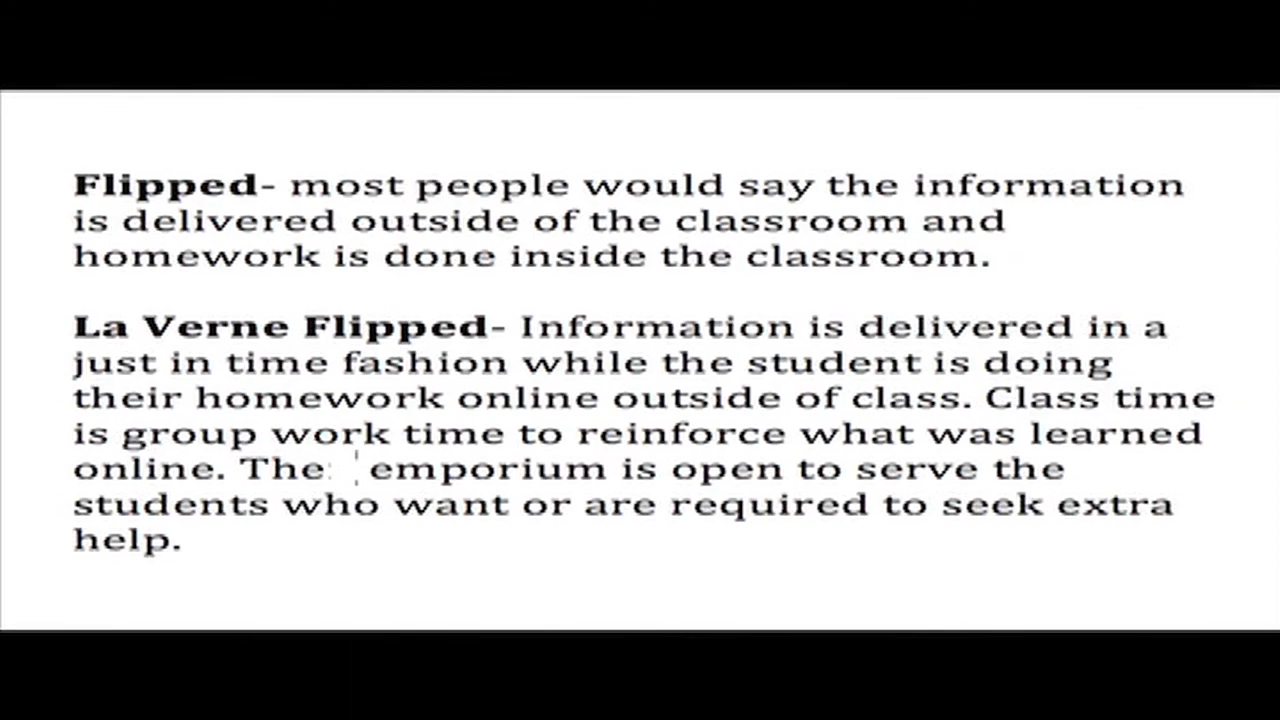 Flipped- most people would say the information
is delivered outside of the classroom and
homework is done inside the classroom.
La Verne Flipped- Information is delivered in a
just in time fashion while the student is doing
their homework online outside of class. Class time
is group work time to reinforce what was learned
online. The emporium is open to serve the
students who want or are required to seek extra
help.